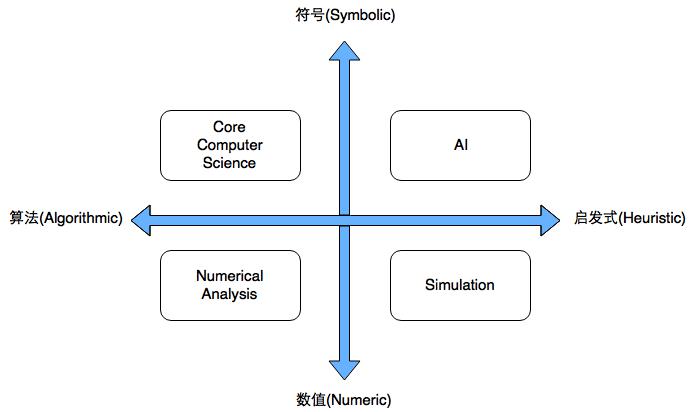 符号(Symbolic)
Core
Computer
Science
AI
算法(Algorithmic)
启发式(Heuristic)
Numerical
Analysis
Simulation
数值(Numeric)